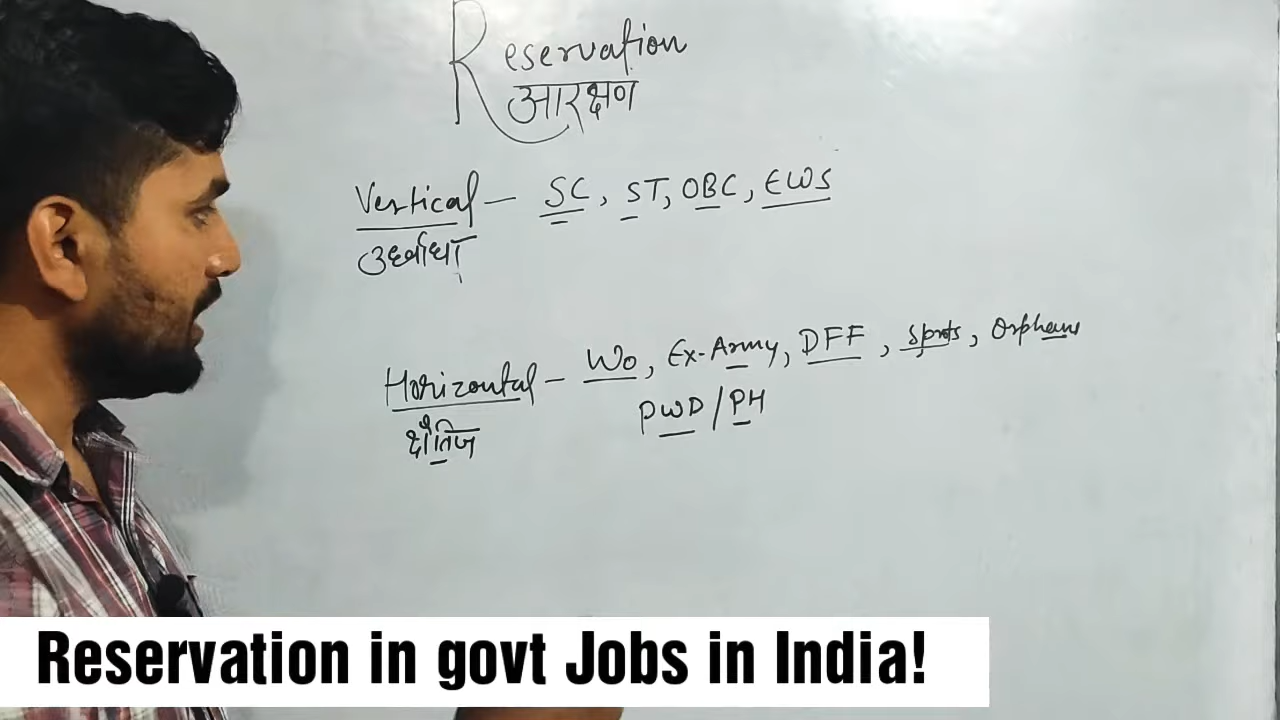 Reservation
आरक्षण
Vertical – SC, ST, OBC, EWS
उर्ध्वाधर
Horizontal – Wo, Ex-Army, DFF, Sports, Orphans
PWD/PH
क्षैतिज
Reservation in govt Jobs in India!